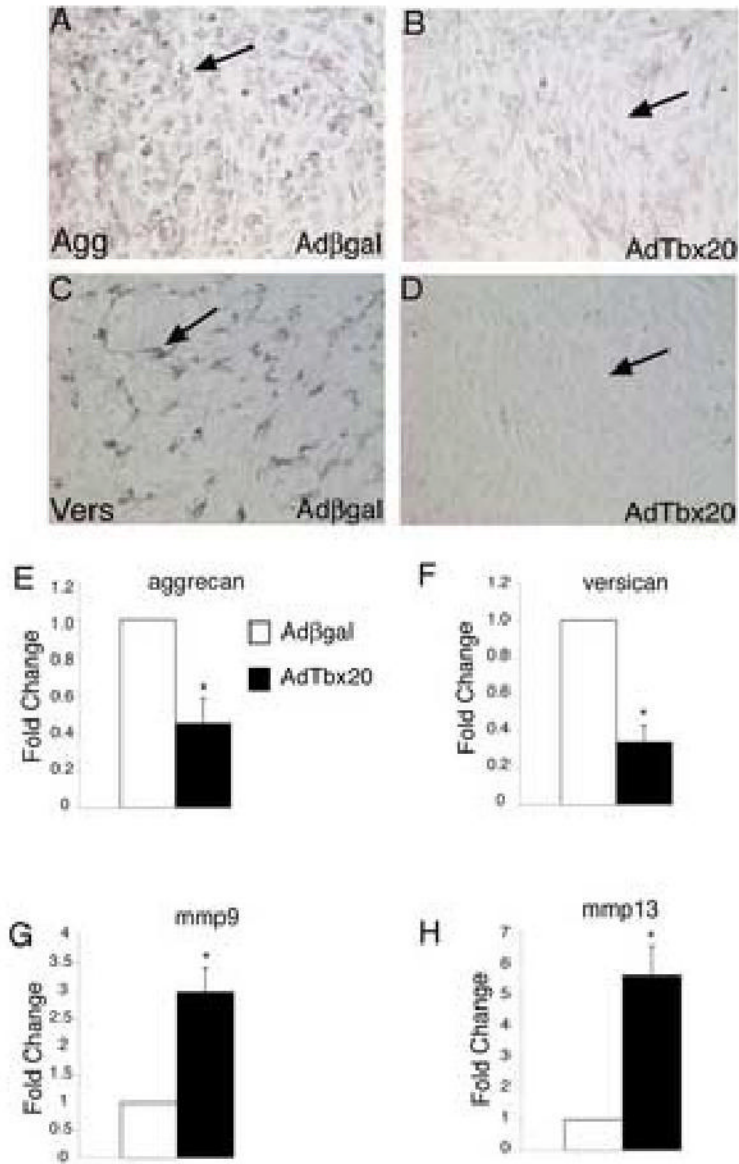 A
Agg
Adβgal
B
AdTbx20
C
Vers
Adβgal
D
AdTbx20
E
aggrecan
Fold Change
1.2
1.0
0.8
0.6
0.4
0.2
0
*
Adβgal
AdTbx20
F
versican
Fold Change
1.2
1.0
0.8
0.6
0.4
0.2
0
*
G
mmp9
Fold Change
4
3.5
3
2.5
2
1.5
1
0.5
0
*
H
mmp13
Fold Change
7
6
5
4
3
2
1
0
*